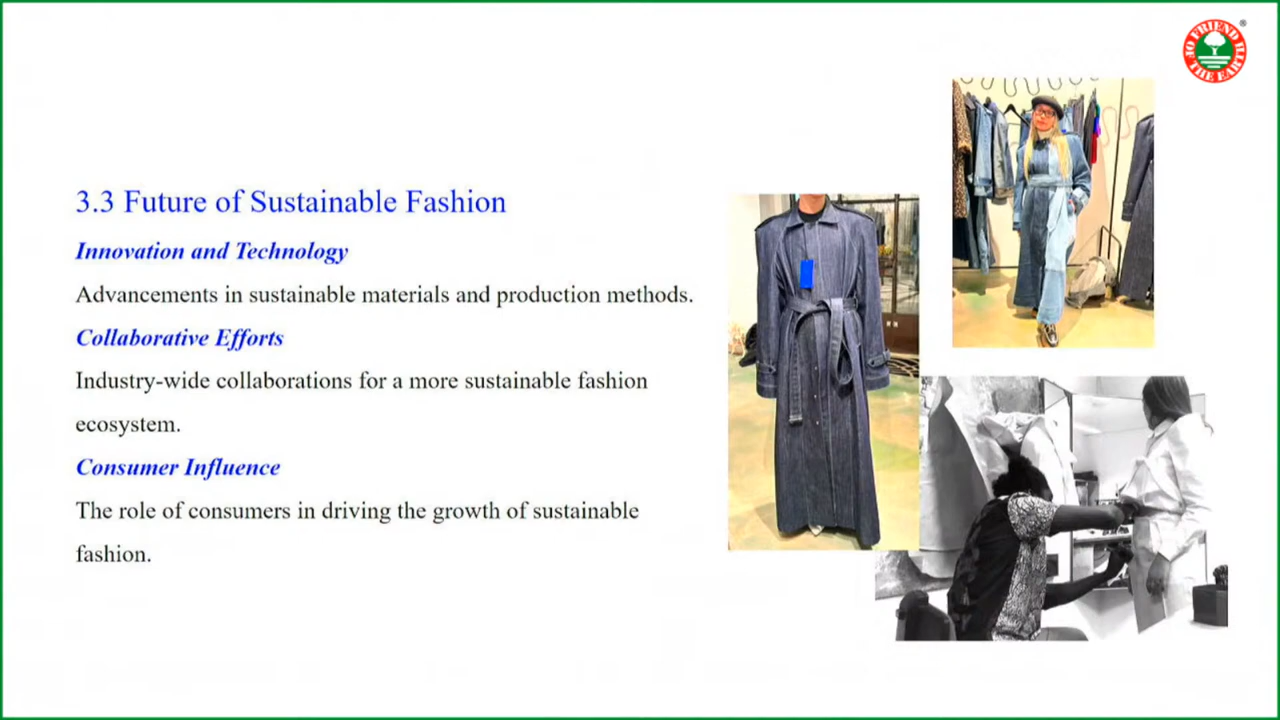 3.3 Future of Sustainable Fashion
Innovation and Technology
Advancements in sustainable materials and production methods.
Collaborative Efforts
Industry-wide collaborations for a more sustainable fashion
ecosystem.
Consumer Influence
The role of consumers in driving the growth of sustainable
fashion.
FRIEND
THE EARTH
®